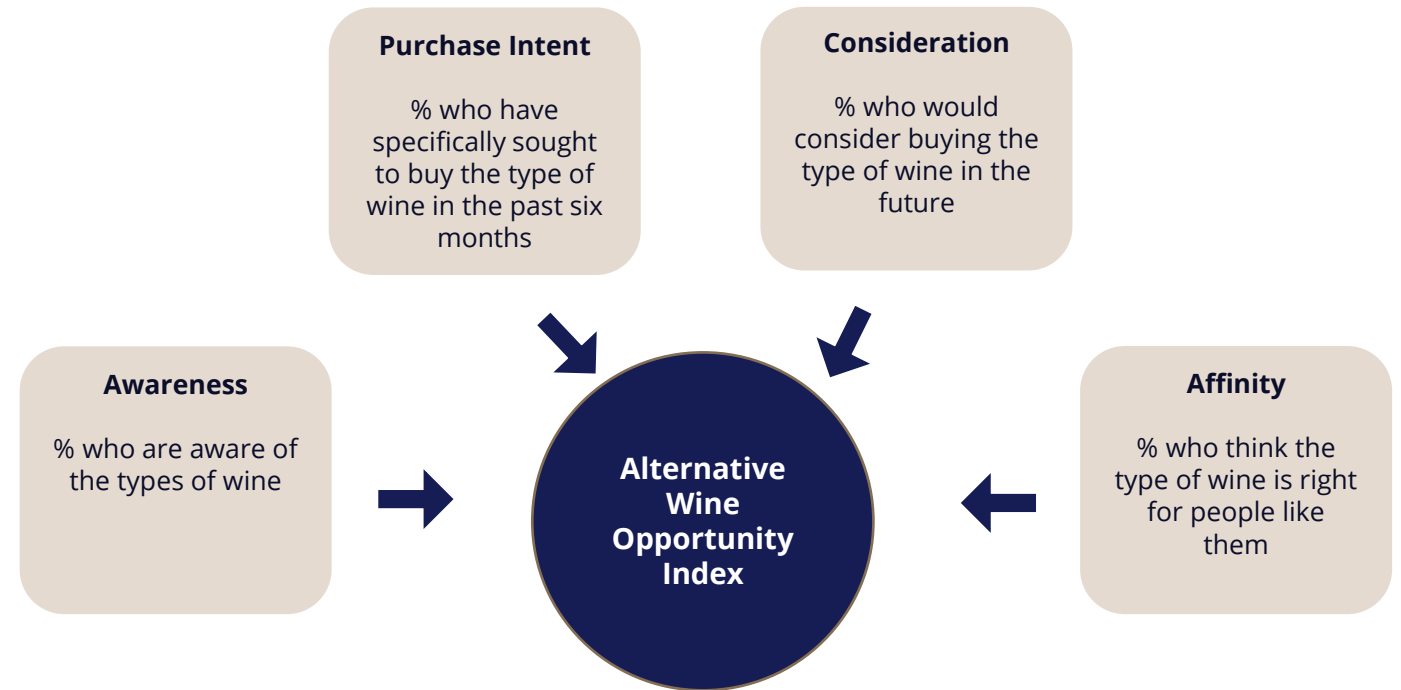 Purchase Intent
% who have
specifically sought
to buy the type of
wine in the past six
months
Consideration
% who would
consider buying the
type of wine in the
future
Awareness
% who are aware of
the types of wine
Alternative
Wine
Opportunity
Index
Affinity
% who think the
type of wine is right
for people like
them